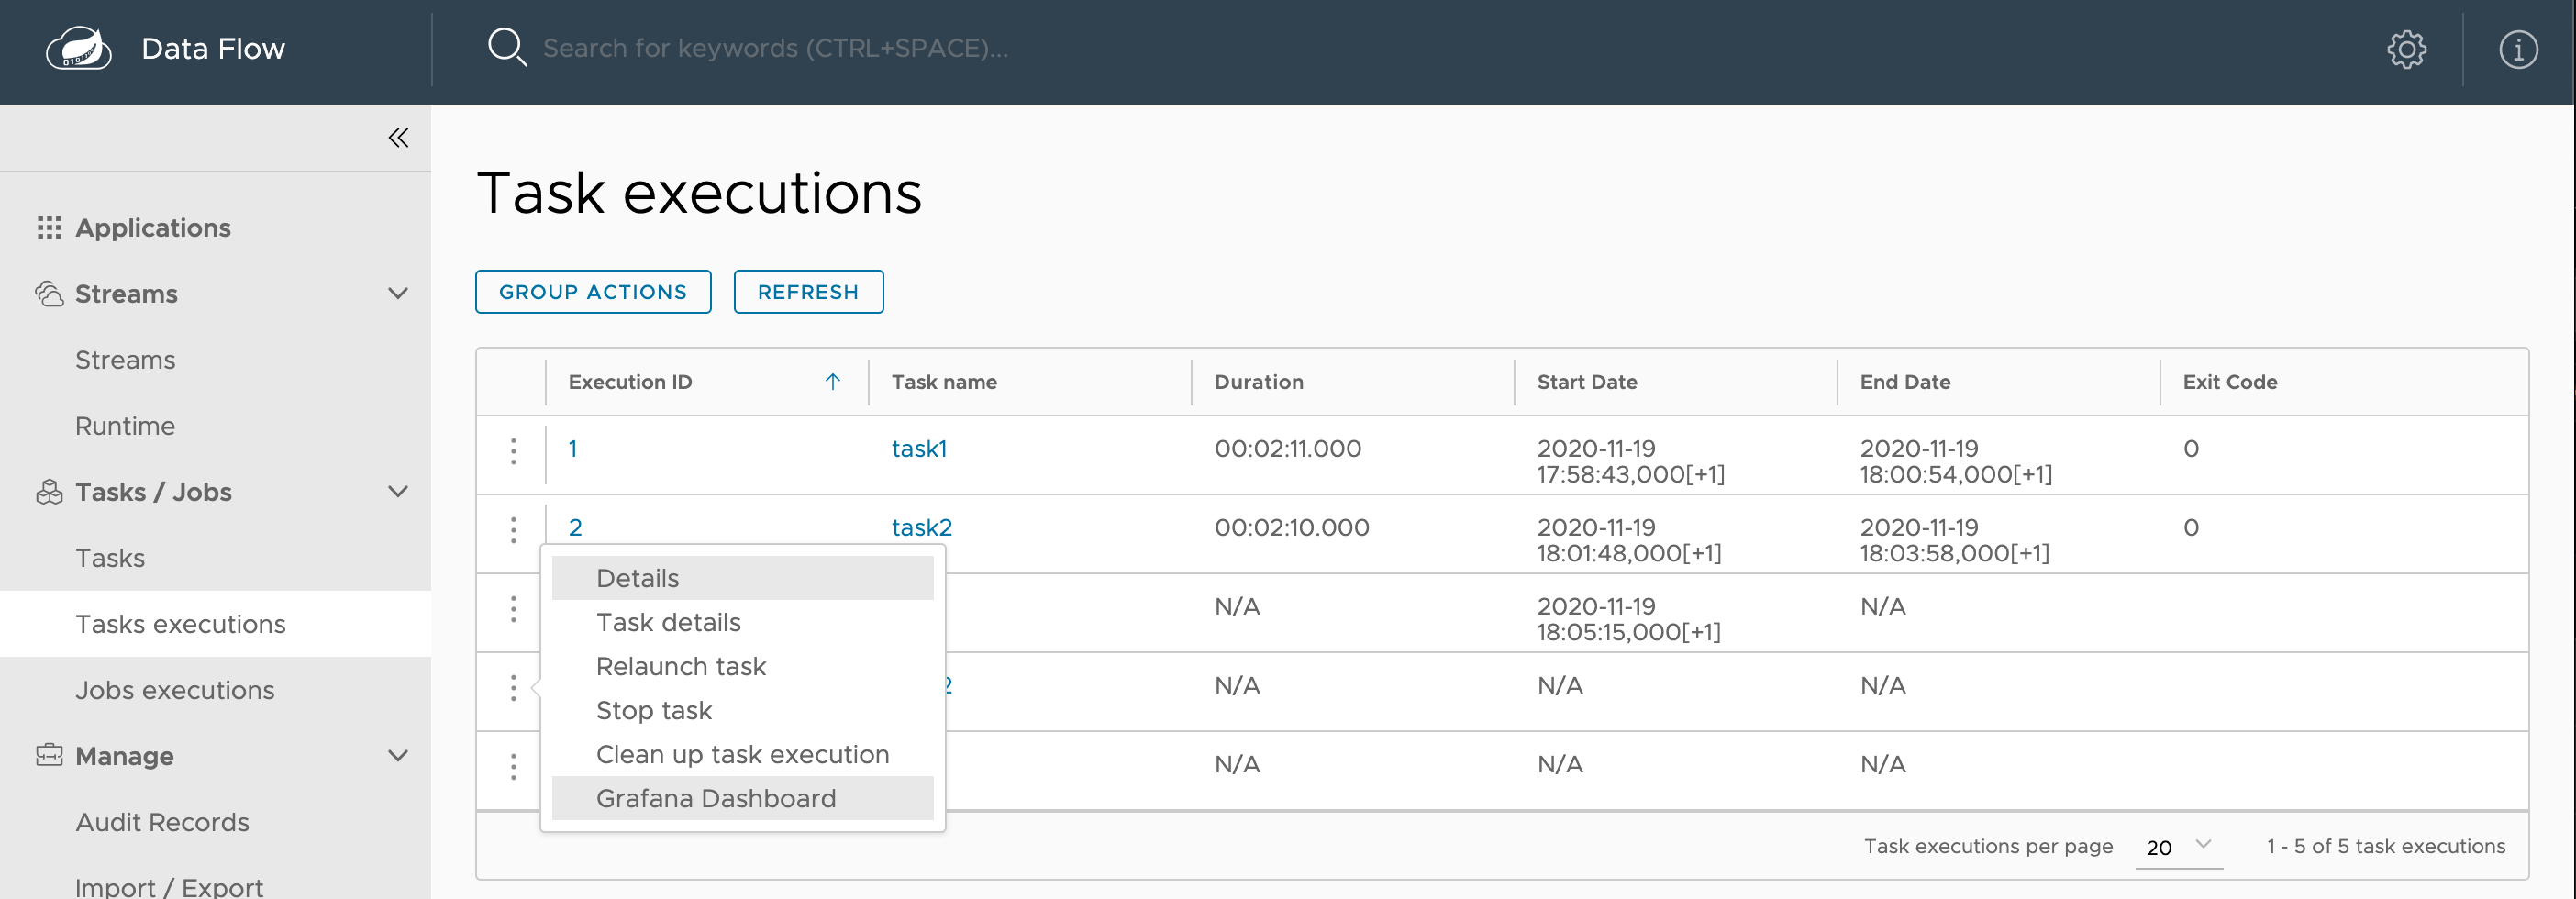 Data Flow
Search for keywords (CTRL+SPACE)...
Applications
Streams
Streams
Runtime
Tasks / Jobs
Tasks
Tasks executions
Jobs executions
Manage
Audit Records
Import / Export
Task executions
GROUP ACTIONS REFRESH
Execution ID Task name Duration Start Date End Date Exit Code
1 task1 00:02:11.000 2020-11-19 2020-11-19 0
17:58:43,000[+1] 18:00:54,000[+1]
2 task2 00:02:10.000 2020-11-19 2020-11-19 0
18:01:48,000[+1] 18:03:58,000[+1]
N/A 2020-11-19 N/A
18:05:15,000[+1]
2 N/A N/A N/A
N/A N/A N/A
Details
Task details
Relaunch task
Stop task
Clean up task execution
Grafana Dashboard
Task executions per page 20 1 - 5 of 5 task executions